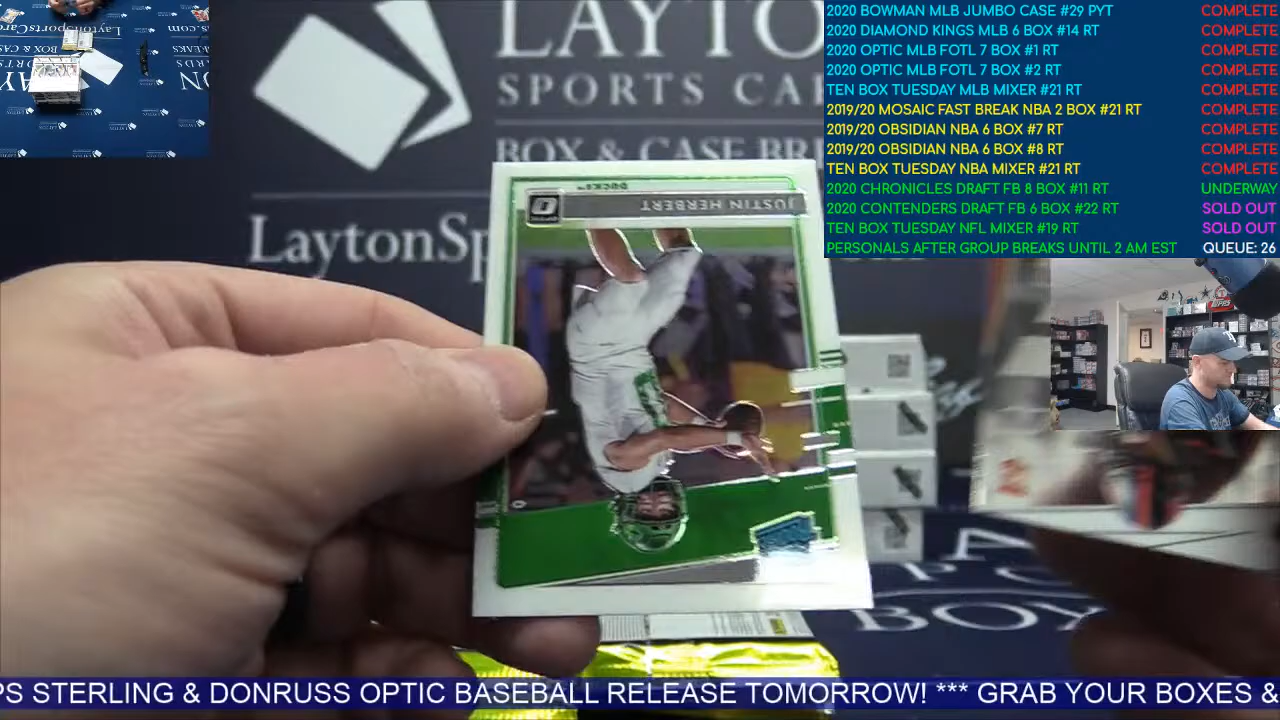 LAYTO
SPORTS CA
BOX & CASE BRE
LaytonSp
2020 BOWMAN MLB JUMBO CASE #29 PYT COMPLETE
2020 DIAMOND KINGS MLB 6 BOX #14 RT COMPLETE
2020 OPTIC MLB FOTL 7 BOX #1 RT COMPLETE
2020 OPTIC MLB FOTL 7 BOX #2 RT COMPLETE
TEN BOX TUESDAY MLB MIXER #21 RT COMPLETE
2019/20 MOSAIC FAST BREAK NBA 2 BOX #21 RT COMPLETE
2019/20 OBSIDIAN NBA 6 BOX #7 RT COMPLETE
2019/20 OBSIDIAN NBA 6 BOX #8 RT COMPLETE
TEN BOX TUESDAY NBA MIXER #21 RT COMPLETE
2020 CHRONICLES DRAFT FB 8 BOX #11 RT UNDERWAY
2020 CONTENDERS DRAFT FB 6 BOX #22 RT SOLD OUT
TEN BOX TUESDAY NFL MIXER #19 RT SOLD OUT
PERSONALS AFTER GROUP BREAKS UNTIL 2 AM EST QUEUE: 26
DUCKS
JUSTIN HERBERT
BOX
PS STERLING & DONRUSS OPTIC BASEBALL RELEASE TOMORROW! *** GRAB YOUR BOXES &